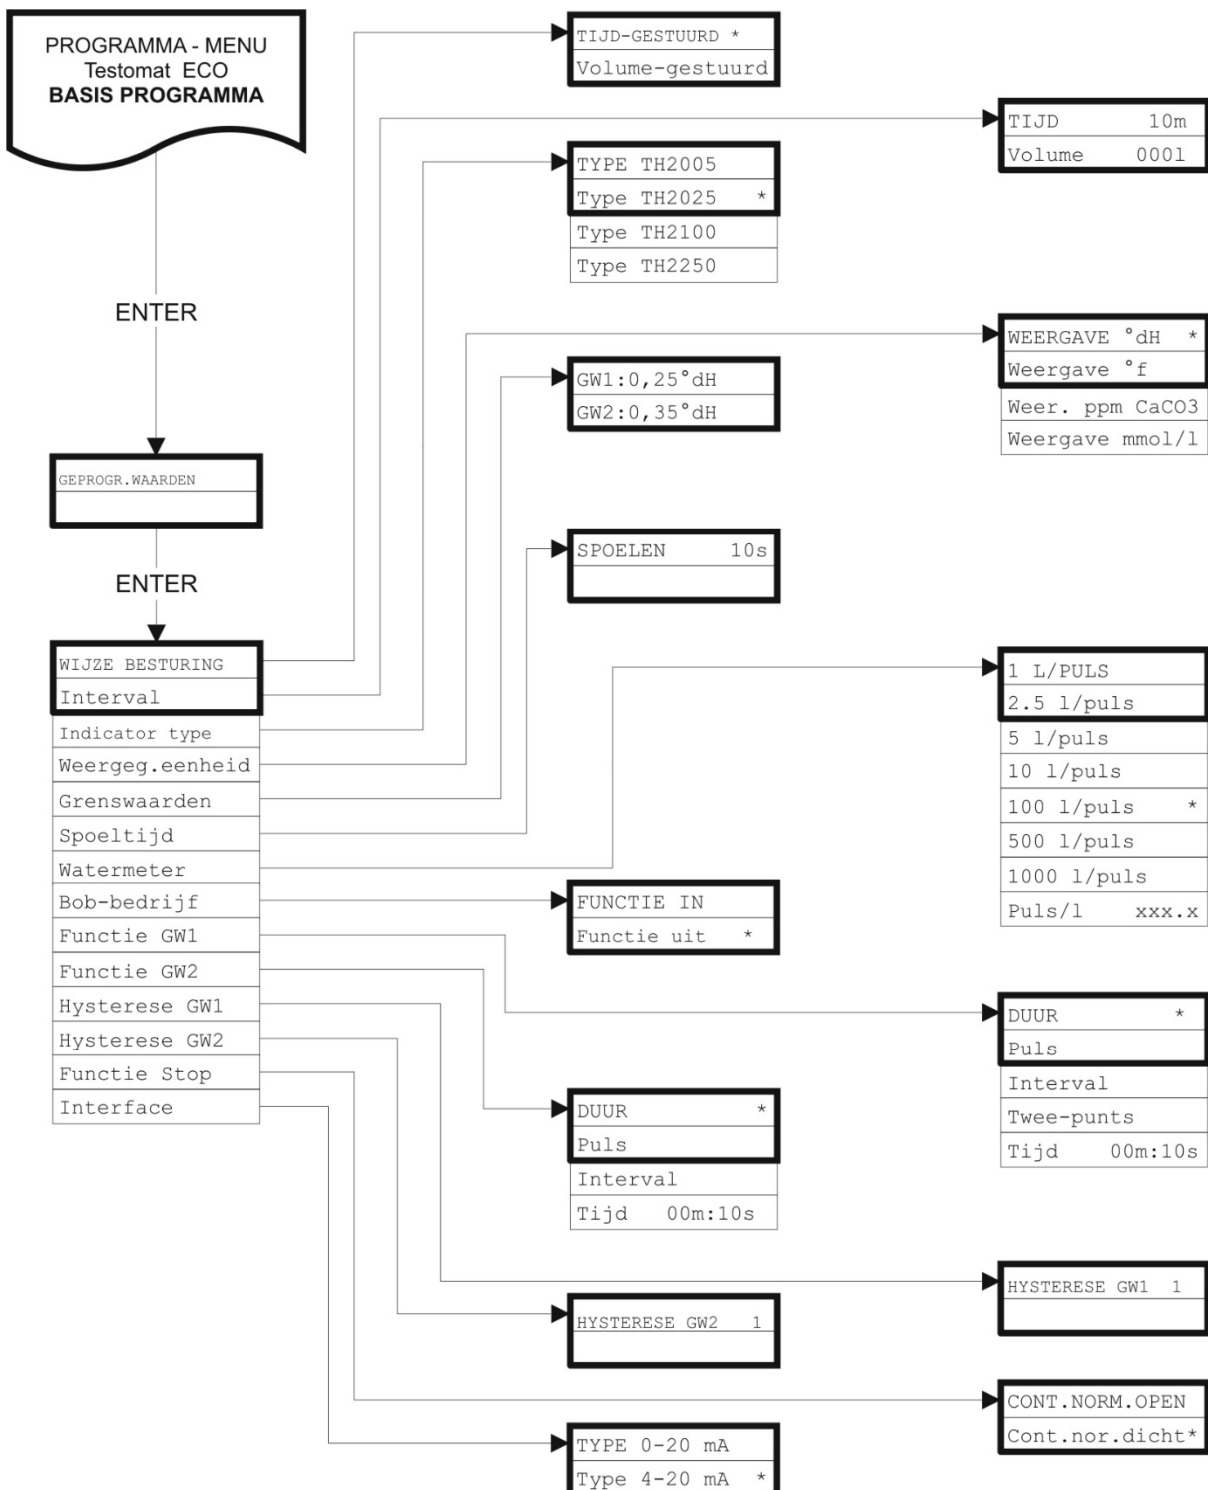 PROGRAMMA - MENU
Testomat ECO
BASIS PROGRAMMA
ENTER
GEPROGR.WAARDEN
ENTER
WIJZE BESTURING
Interval
Indicator type
Weergeg.eenheid
Grenswaarden
Spoeltijd
Watermeter
Bob-bedrijf
Functie GW1
Functie GW2
Hysterese GW1
Hysterese GW2
Functie Stop
Interface
TIJD-GESTUURD *
Volume-gestuurd
TIJD 10m
Volume 000l
TYPE TH2005
Type TH2025 *
Type TH2100
Type TH2250
WEERGAVE °dH *
Weergave °f
Weer. ppm CaCO3
Weergave mmol/l
GW1:0,25°dH
GW2:0,35°dH
SPOELEN 10s
1 L/PULS
2.5 l/puls
5 l/puls
10 l/puls
100 l/puls *
500 l/puls
1000 l/puls
Puls/l xxx.x
FUNCTIE IN
Functie uit *
DUUR *
Puls
Interval
Twee-punts
Tijd 00m:10s
DUUR *
Puls
Interval
Tijd 00m:10s
HYSTERESE GW1 1
HYSTERESE GW2 1
CONT.NORM.OPEN
Cont.nor.dicht*
TYPE 0-20 mA
Type 4-20 mA *